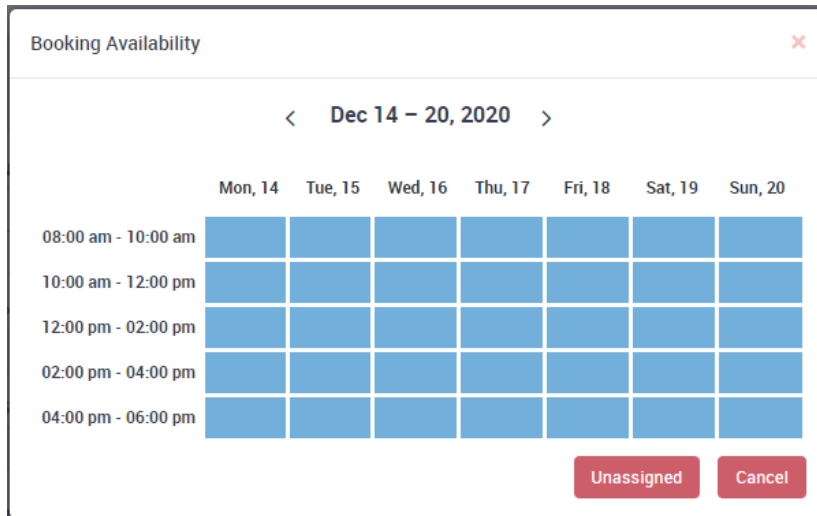 Booking Availability ×
< Dec 14 – 20, 2020 >
Mon, 14 Tue, 15 Wed, 16 Thu, 17 Fri, 18 Sat, 19 Sun, 20
08:00 am - 10:00 am
10:00 am - 12:00 pm
12:00 pm - 02:00 pm
02:00 pm - 04:00 pm
04:00 pm - 06:00 pm
Unassigned Cancel